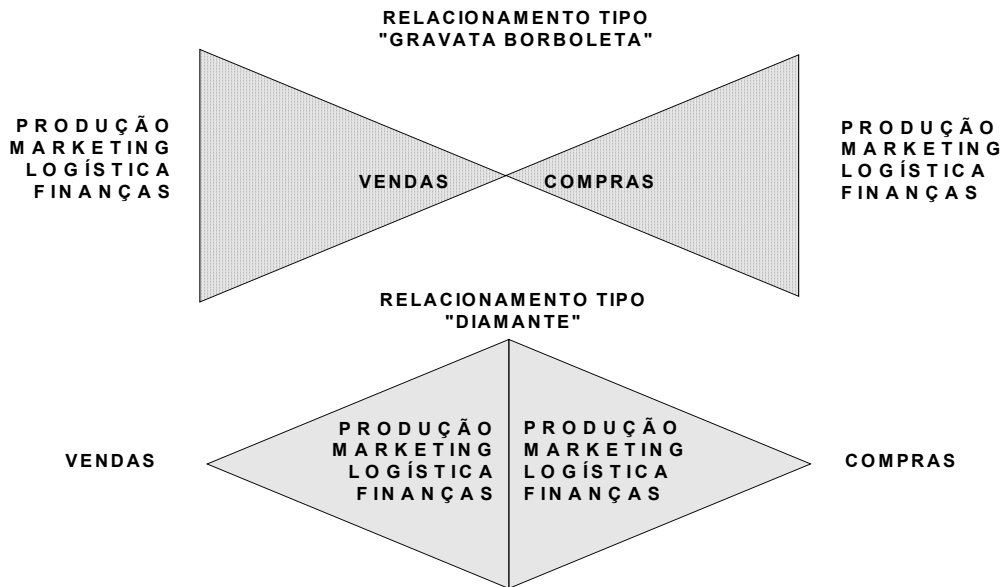 RELACIONAMENTO TIPO
"GRAVATA BORBOLETA"
PRODUÇÃO
MARKETING
LOGÍSTICA
FINANÇAS
VENDAS
COMPRAS
PRODUÇÃO
MARKETING
LOGÍSTICA
FINANÇAS
RELACIONAMENTO TIPO
"DIAMANTE"
VENDAS
PRODUÇÃO
MARKETING
LOGÍSTICA
FINANÇAS
PRODUÇÃO
MARKETING
LOGÍSTICA
FINANÇAS
COMPRAS